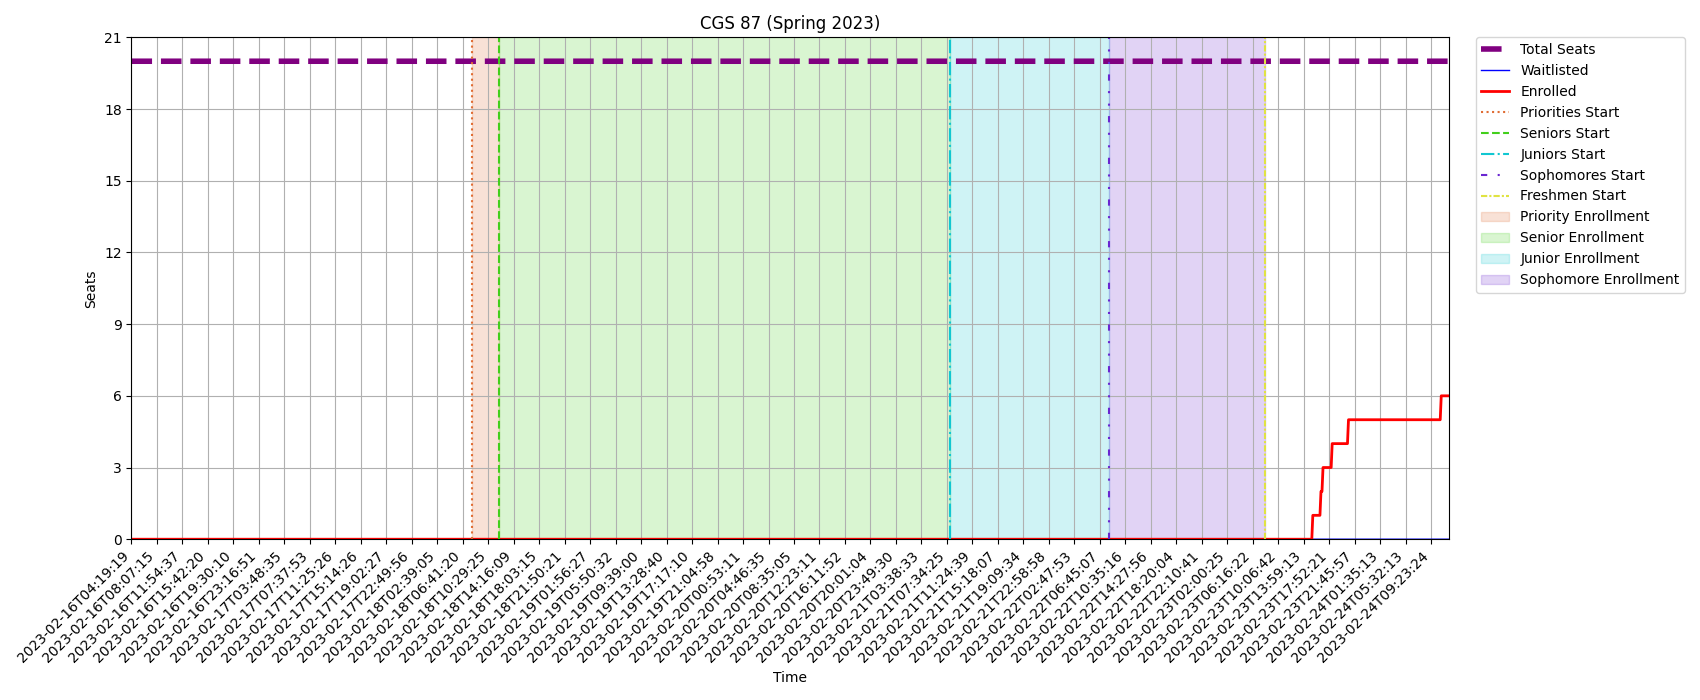 CGS 87 (Spring 2023)
21
18
15
12
9
6
3
0
Seats
2023-02-16T04:19:19
2023-02-16T08:07:15
2023-02-16T11:54:37
2023-02-16T15:42:20
2023-02-16T19:30:10
2023-02-16T23:16:51
2023-02-17T03:48:35
2023-02-17T07:37:53
2023-02-17T11:25:26
2023-02-17T15:14:26
2023-02-17T19:02:27
2023-02-17T22:49:56
2023-02-18T02:39:05
2023-02-18T06:41:20
2023-02-18T10:29:25
2023-02-18T14:16:09
2023-02-18T18:03:15
2023-02-18T21:50:21
2023-02-19T01:56:27
2023-02-19T05:50:32
2023-02-19T09:39:00
2023-02-19T13:28:40
2023-02-19T17:17:10
2023-02-19T21:04:58
2023-02-20T00:53:11
2023-02-20T04:46:35
2023-02-20T08:35:05
2023-02-20T12:23:11
2023-02-20T16:11:52
2023-02-20T20:01:04
2023-02-20T23:49:30
2023-02-21T03:38:33
2023-02-21T07:34:25
2023-02-21T11:24:39
2023-02-21T15:18:07
2023-02-21T19:09:34
2023-02-21T22:58:58
2023-02-22T02:47:53
2023-02-22T06:45:07
2023-02-22T10:35:16
2023-02-22T14:27:56
2023-02-22T18:20:04
2023-02-22T22:10:41
2023-02-23T02:00:25
2023-02-23T06:16:22
2023-02-23T10:06:42
2023-02-23T13:59:13
2023-02-23T17:52:21
2023-02-23T21:45:57
2023-02-24T01:35:13
2023-02-24T05:32:13
2023-02-24T09:23:24
Time
Total Seats
Waitlisted
Enrolled
Priorities Start
Seniors Start
Juniors Start
Sophomores Start
Freshmen Start
Priority Enrollment
Senior Enrollment
Junior Enrollment
Sophomore Enrollment